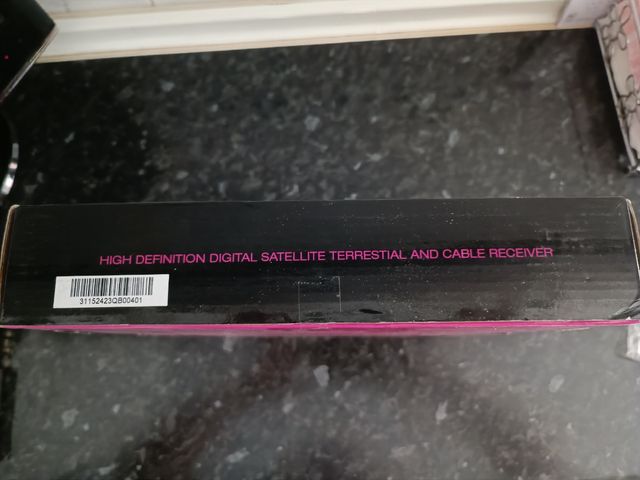 HIGH DEFINITION DIGITAL SATELLITE TERRESTIAL AND CABLE RECEIVER
31152423QB00401